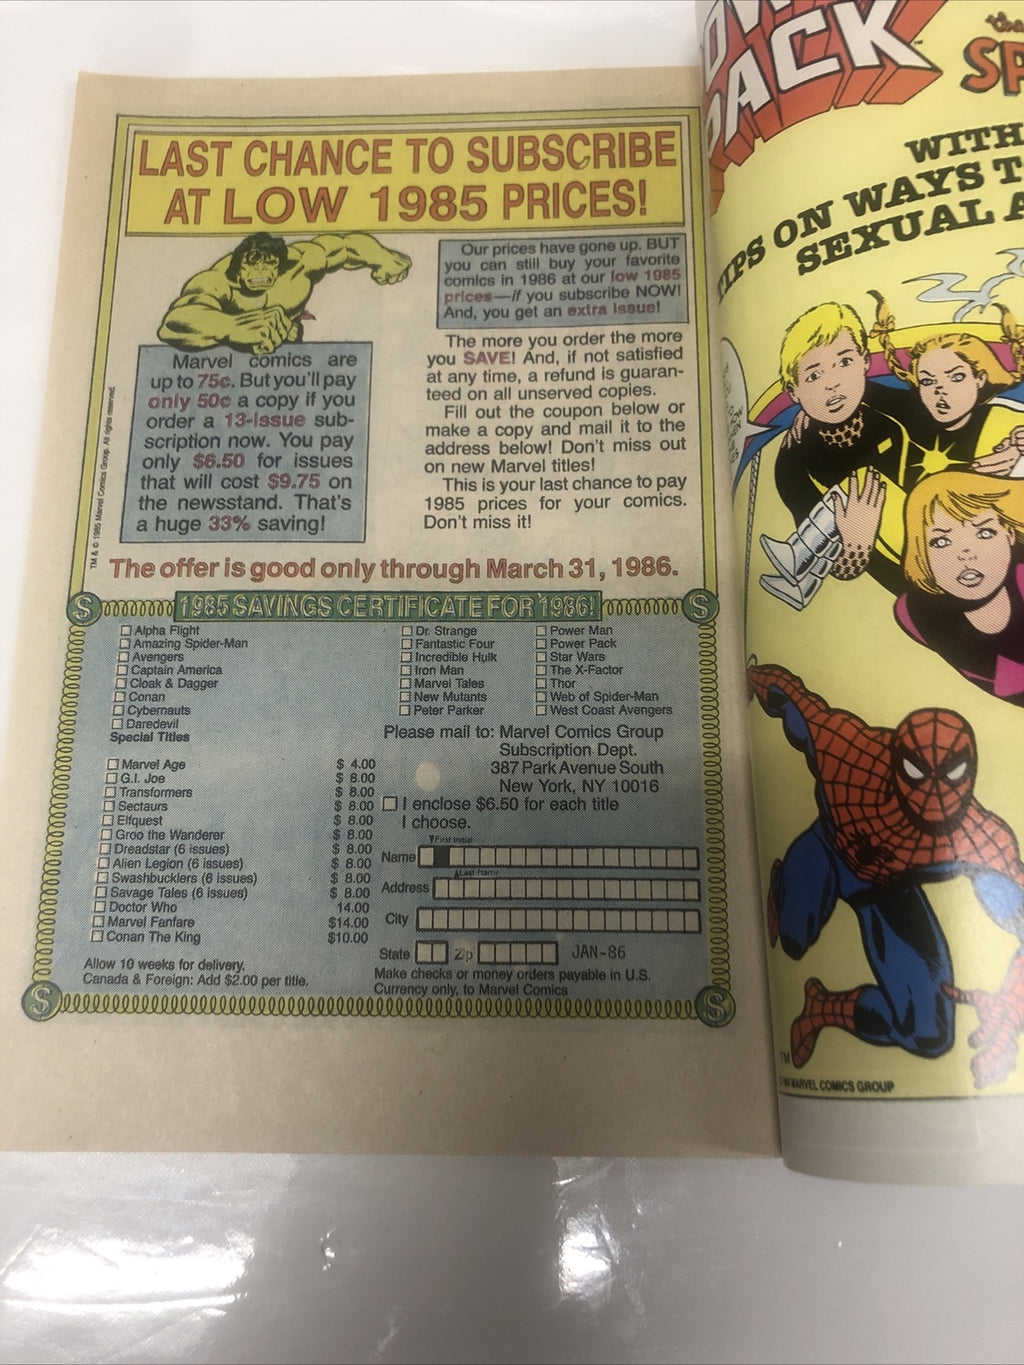 LAST CHANCE TO SUBSCRIBE
AT LOW 1985 PRICES!
Our prices have gone up. BUT
you can still buy your favorite
comics in 1986 at our low 1985
prices—if you subscribe NOW!
And, you get an extra issue!
Marvel comics are
up to 75¢. But you'll pay
only 50¢ a copy if you
order a 13-issue sub-
scription now. You pay
only $6.50 for issues
that will cost $9.75 on
the newsstand. That's
a huge 33% saving!
The more you order the more
you SAVE! And, if not satisfied
at any time, a refund is guaran-
teed on all unserved copies.
Fill out the coupon below or
make a copy and mail it to the
address below! Don't miss out
on new Marvel titles!
This is your last chance to pay
1985 prices for your comics.
Don't miss it!
TM & © 1985 Marvel Comics Group. All rights reserved.
The offer is good only through March 31, 1986.
$ 1985 SAVINGS CERTIFICATE FOR 1986! $
Alpha Flight
Amazing Spider-Man
Avengers
Captain America
Cloak & Dagger
Conan
Cybernauts
Daredevil
Dr. Strange
Fantastic Four
Incredible Hulk
Iron Man
Marvel Tales
New Mutants
Peter Parker
Power Man
Power Pack
Star Wars
The X-Factor
Thor
Web of Spider-Man
West Coast Avengers
Special Titles
Marvel Age $ 4.00
G.I. Joe $ 8.00
Transformers $ 8.00
Sectaurs $ 8.00
Elfquest $ 8.00
Groo the Wanderer $ 8.00
Dreadstar (6 issues) $ 8.00
Alien Legion (6 issues) $ 8.00
Swashbucklers (6 issues) $ 8.00
Savage Tales (6 issues) $ 8.00
Doctor Who 14.00
Marvel Fanfare $14.00
Conan The King $10.00
Allow 10 weeks for delivery.
Canada & Foreign: Add $2.00 per title.
Please mail to: Marvel Comics Group
Subscription Dept.
387 Park Avenue South
New York, NY 10016
I enclose $6.50 for each title
I choose.
First Initial
Name
Last Name
Address
City
State Zip JAN-86
Make checks or money orders payable in U.S.
Currency only, to Marvel Comics
$ $
PACK
the
SP
WITH
TIPS ON WAYS T
SEXUAL A
TM
MARVEL COMICS GROUP